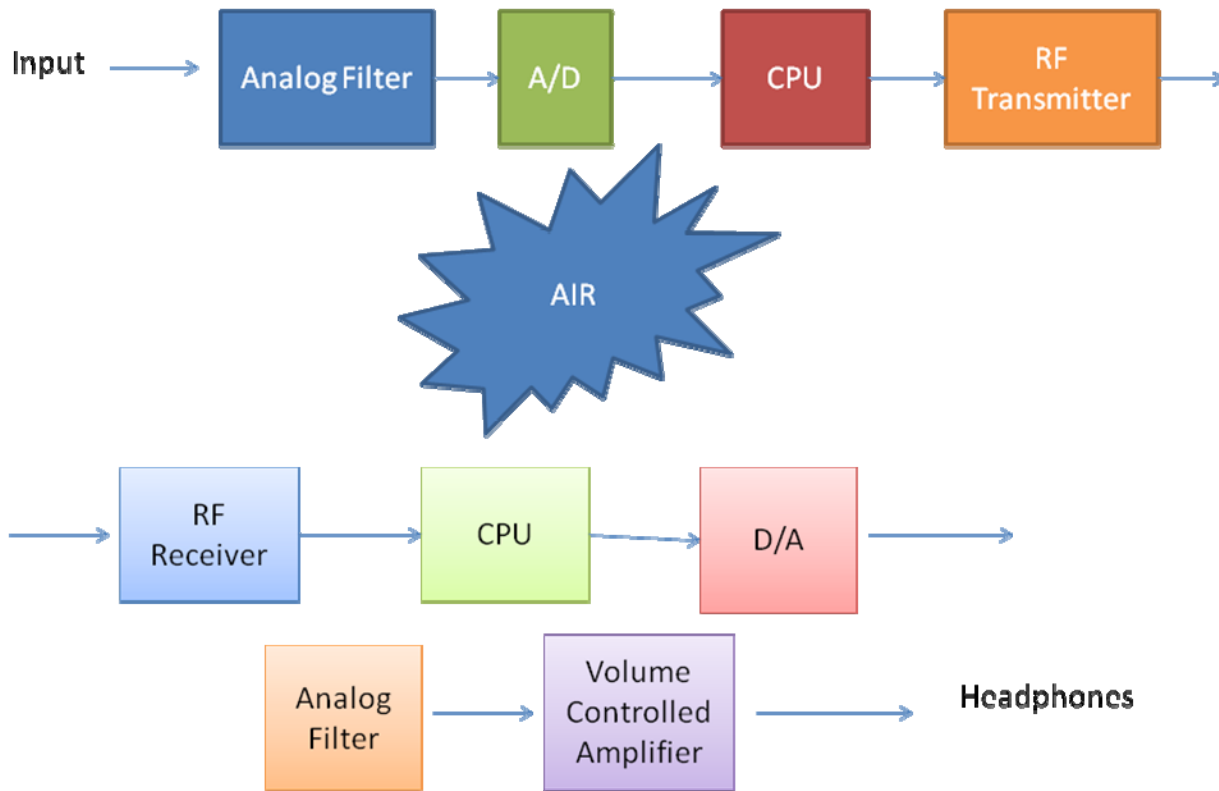 Input
Analog Filter
A/D
CPU
RF
Transmitter
AIR
RF
Receiver
CPU
D/A
Analog
Filter
Volume
Controlled
Amplifier
Headphones